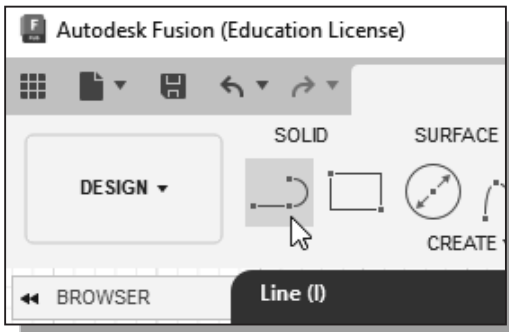 Autodesk Fusion (Education License)
SOLID SURFACE
DESIGN
CREATE
BROWSER
Line (l)